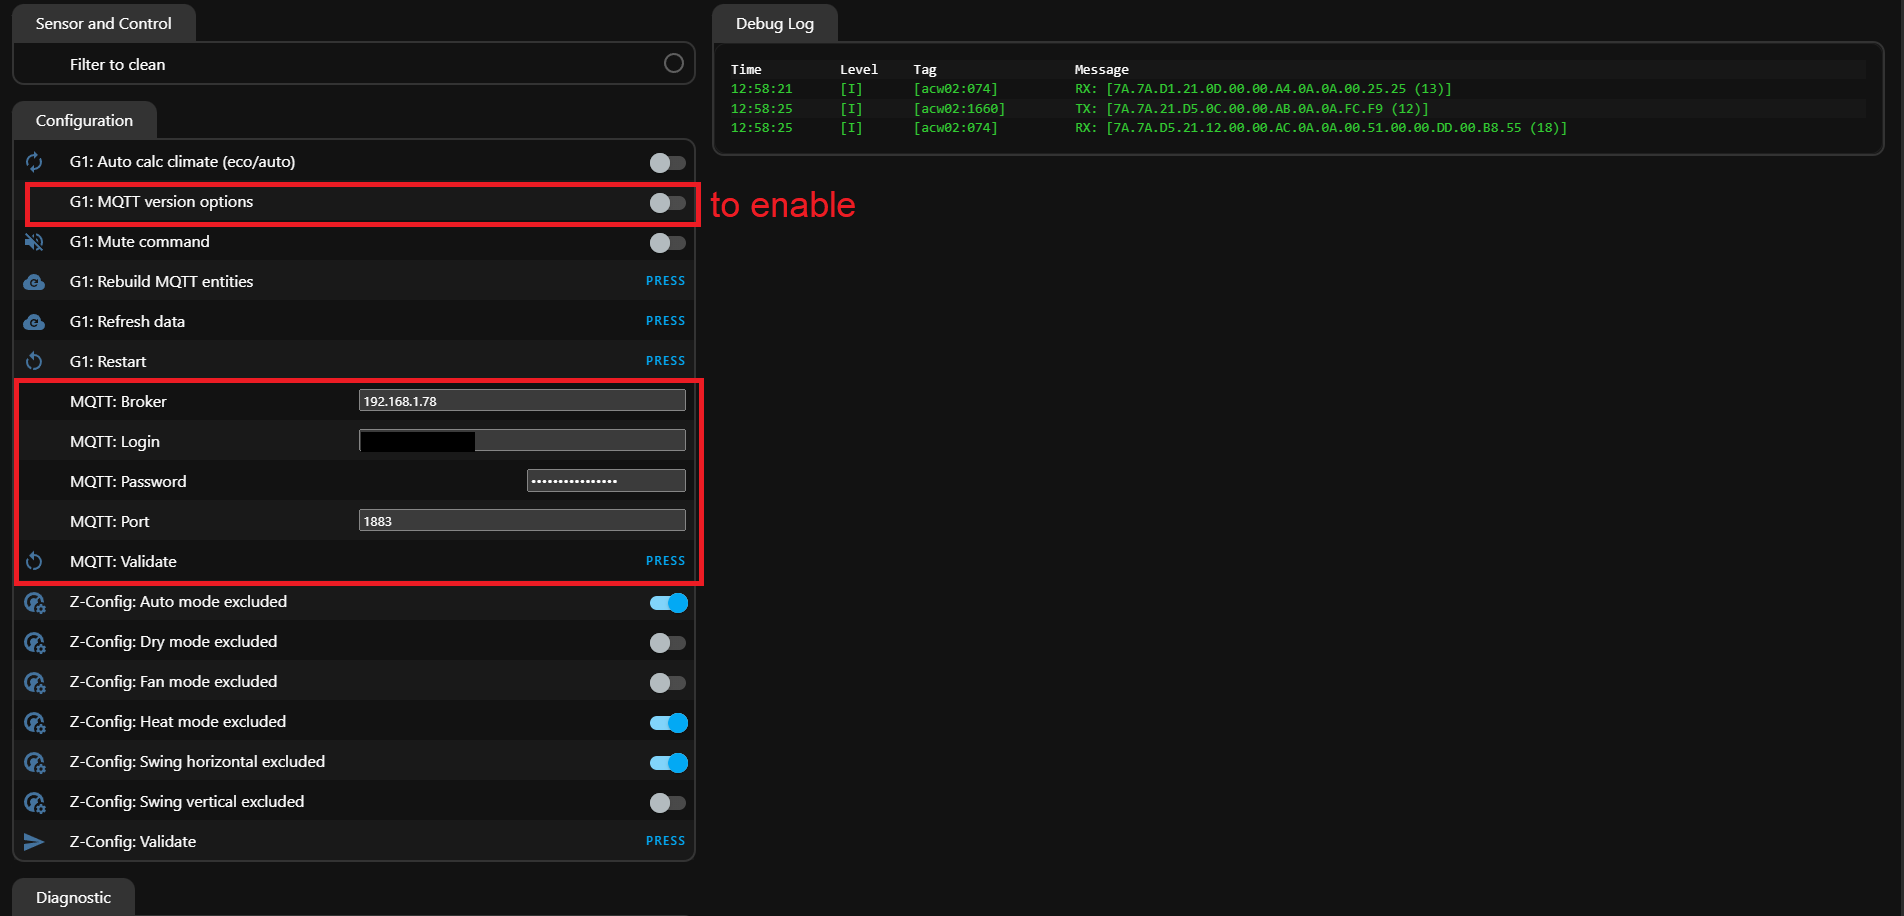 Sensor and Control
Filter to clean
Configuration
G1: Auto calc climate (eco/auto)
G1: MQTT version options
to enable
G1: Mute command
G1: Rebuild MQTT entities PRESS
G1: Refresh data PRESS
G1: Restart PRESS
MQTT: Broker 192.168.1.78
MQTT: Login
MQTT: Password ••••••••••••••••
MQTT: Port 1883
MQTT: Validate PRESS
Z-Config: Auto mode excluded
Z-Config: Dry mode excluded
Z-Config: Fan mode excluded
Z-Config: Heat mode excluded
Z-Config: Swing horizontal excluded
Z-Config: Swing vertical excluded
Z-Config: Validate PRESS
Diagnostic
Debug Log
Time Level Tag Message
12:58:21 [I] [acw02:074] RX: [7A.7A.D1.21.0D.00.00.A4.0A.0A.00.25.25 (13)]
12:58:25 [I] [acw02:1660] TX: [7A.7A.21.D5.0C.00.00.AB.0A.0A.FC.F9 (12)]
12:58:25 [I] [acw02:074] RX: [7A.7A.D5.21.12.00.00.AC.0A.0A.00.51.00.00.DD.00.B8.55 (18)]